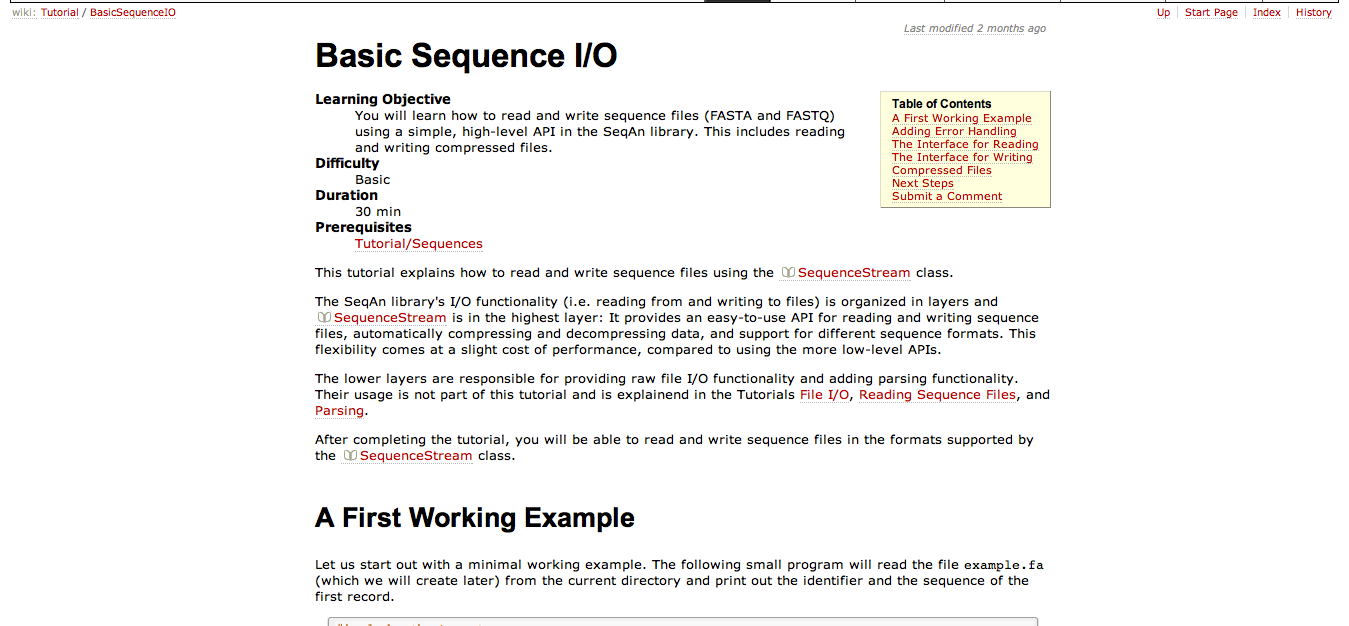 wiki: Tutorial / BasicSequenceIO
Up Start Page Index History
Last modified 2 months ago
Basic Sequence I/O
Learning Objective
You will learn how to read and write sequence files (FASTA and FASTQ)
using a simple, high-level API in the SeqAn library. This includes reading
and writing compressed files.
Difficulty
Basic
Duration
30 min
Prerequisites
Tutorial/Sequences
Table of Contents
A First Working Example
Adding Error Handling
The Interface for Reading
The Interface for Writing
Compressed Files
Next Steps
Submit a Comment
This tutorial explains how to read and write sequence files using the SequenceStream class.
The SeqAn library's I/O functionality (i.e. reading from and writing to files) is organized in layers and
SequenceStream is in the highest layer: It provides an easy-to-use API for reading and writing sequence
files, automatically compressing and decompressing data, and support for different sequence formats. This
flexibility comes at a slight cost of performance, compared to using the more low-level APIs.
The lower layers are responsible for providing raw file I/O functionality and adding parsing functionality.
Their usage is not part of this tutorial and is explainend in the Tutorials File I/O, Reading Sequence Files, and
Parsing.
After completing the tutorial, you will be able to read and write sequence files in the formats supported by
the SequenceStream class.
A First Working Example
Let us start out with a minimal working example. The following small program will read the file example.fa
(which we will create later) from the current directory and print out the identifier and the sequence of the
first record.